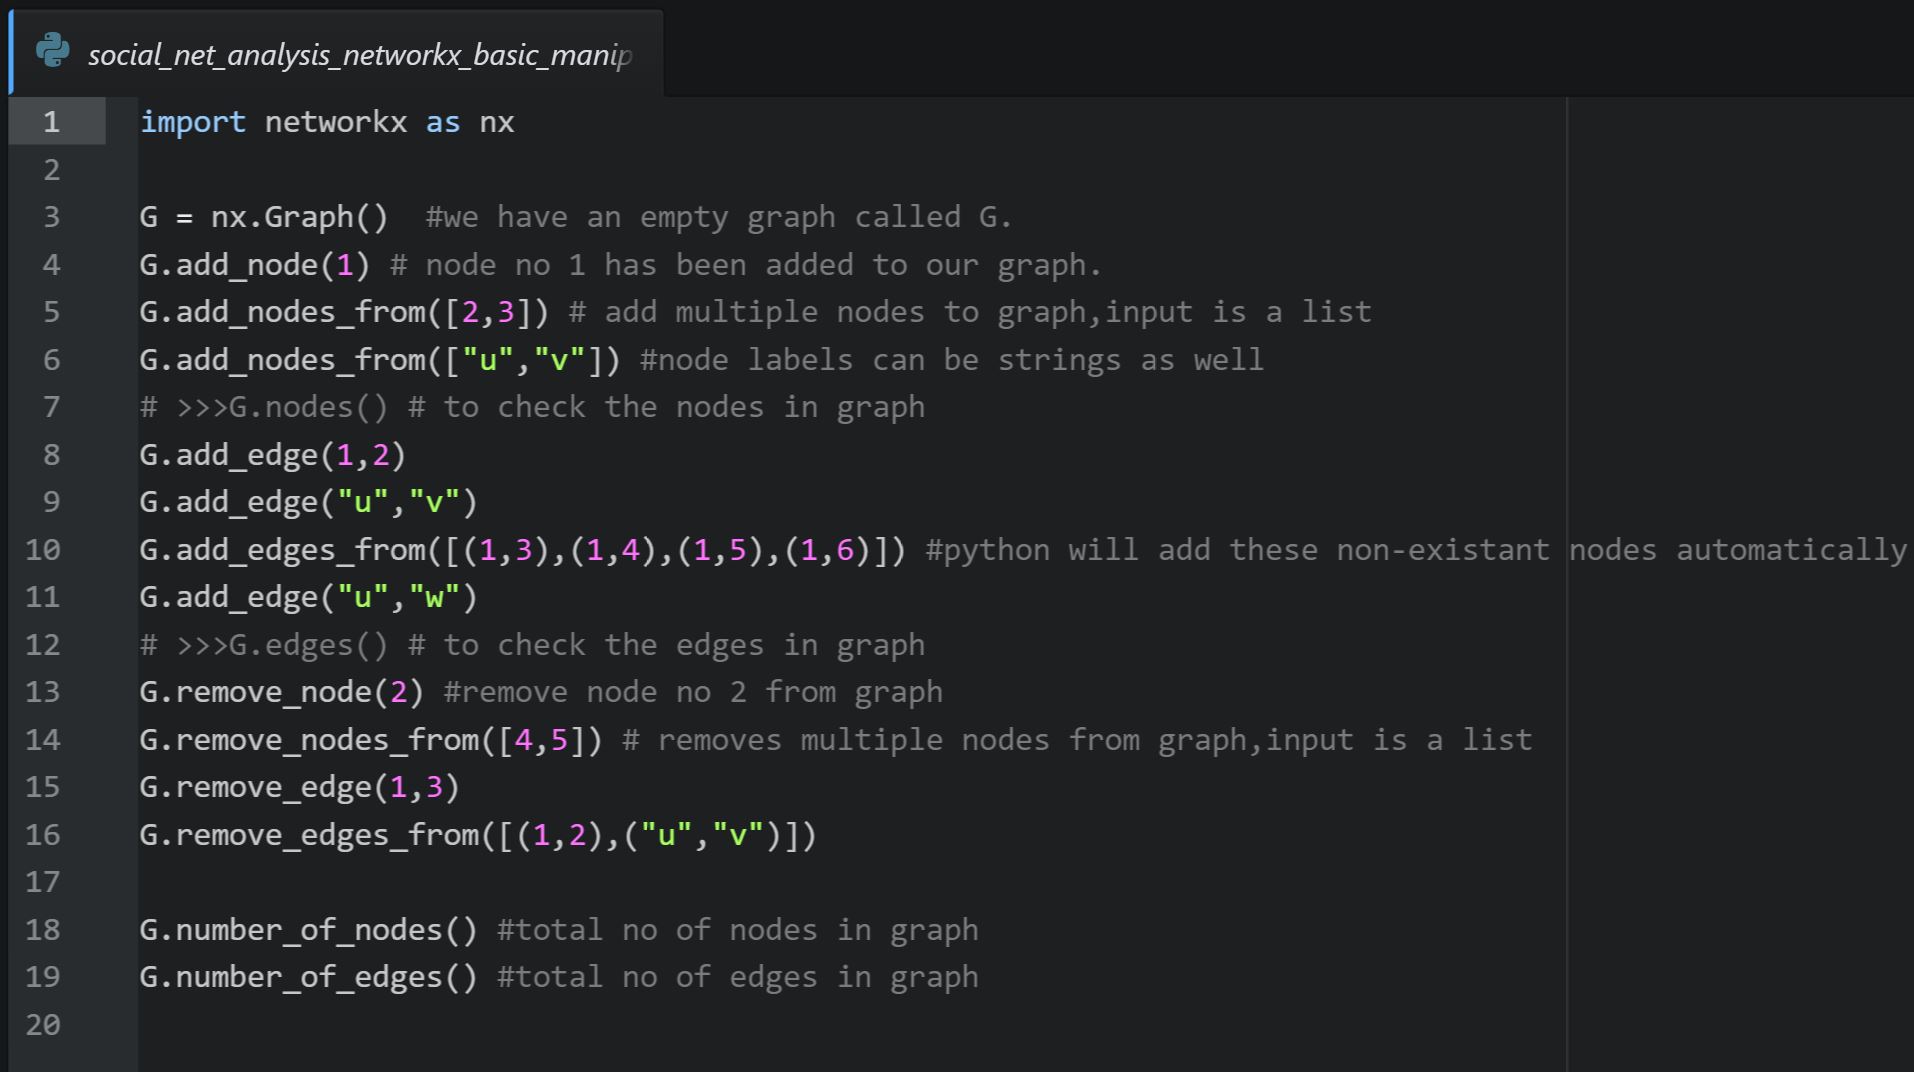 social_net_analysis_networkx_basic_manip
1 import networkx as nx
2
3 G = nx.Graph()  #we have an empty graph called G.
4 G.add_node(1) # node no 1 has been added to our graph.
5 G.add_nodes_from([2,3]) # add multiple nodes to graph,input is a list
6 G.add_nodes_from(["u","v"]) #node labels can be strings as well
7 # >>>G.nodes() # to check the nodes in graph
8 G.add_edge(1,2)
9 G.add_edge("u","v")
10 G.add_edges_from([(1,3),(1,4),(1,5),(1,6)]) #python will add these non-existant nodes automatically
11 G.add_edge("u","w")
12 # >>>G.edges() # to check the edges in graph
13 G.remove_node(2) #remove node no 2 from graph
14 G.remove_nodes_from([4,5]) # removes multiple nodes from graph,input is a list
15 G.remove_edge(1,3)
16 G.remove_edges_from([(1,2),("u","v")])
17
18 G.number_of_nodes() #total no of nodes in graph
19 G.number_of_edges() #total no of edges in graph
20